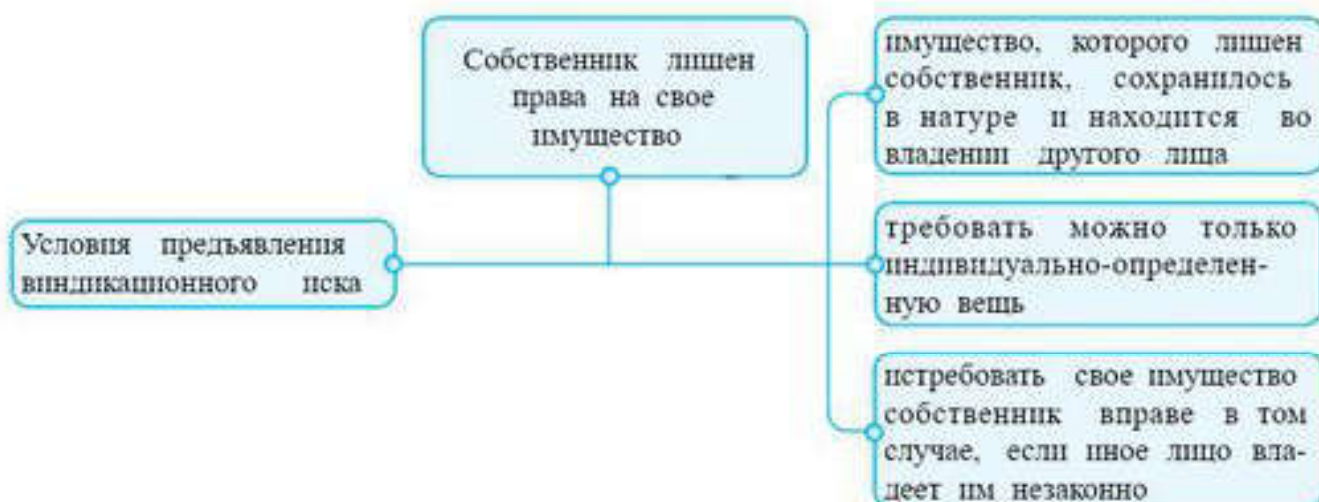 Собственник лишен
права на свое
имущество
Условия предъявления
виндикационного иска
имущество, которого лишен
собственник, сохранилось
в натуре и находится во
владении другого лица
требовать можно только
индивидуально-определен-
ную вещь
истребовать свое имущество
собственник вправе в том
случае, если иное лицо вла-
деет им незаконно